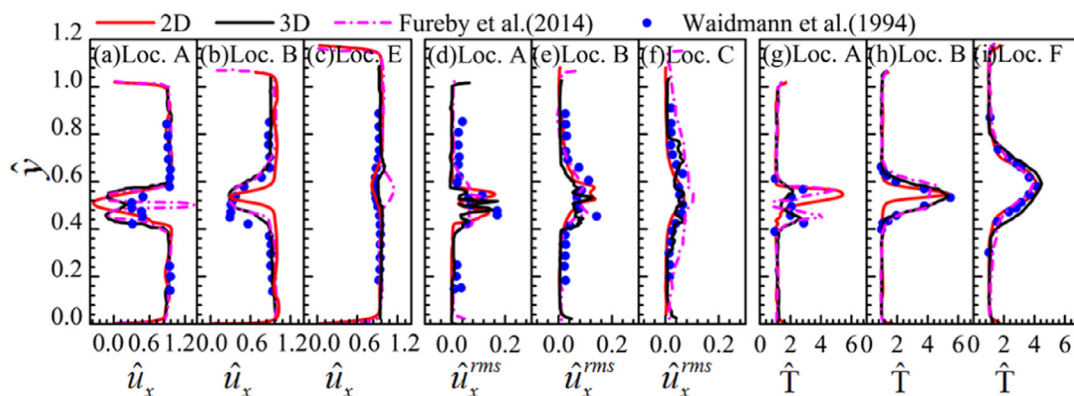 2D 3D Fureby et al.(2014) Waidmann et al.(1994)
1.2 1.0 0.8 0.6 0.4 0.2 0.0
ŷ
(a)Loc. A (b)Loc. B (c)Loc. E (d)Loc. A (e)Loc. B (f)Loc. C (g)Loc. A (h)Loc. B (i)Loc. F
0.0 0.6 1.2 0.0 0.6 1.2 0.0 0.6 1.2 0.0 0.2 0.0 0.2 0.0 0.2 0 2 4 6 0 2 4 6 0 2 4 6
û_x û_x û_x û_x^rms û_x^rms û_x^rms T̂ T̂ T̂